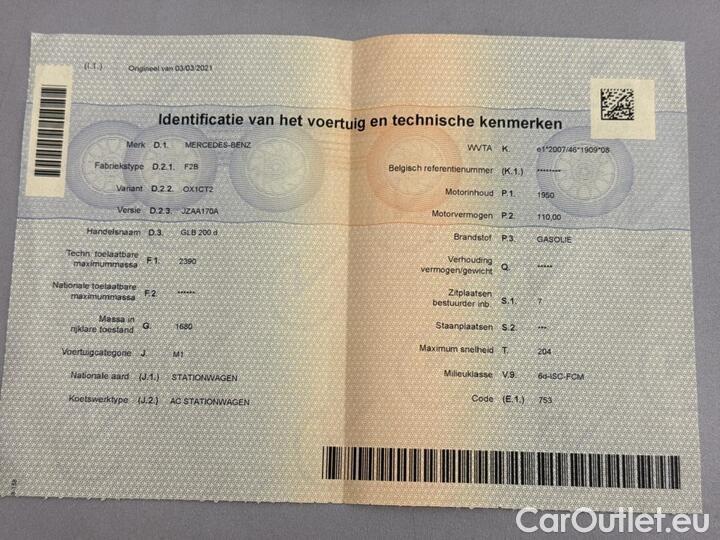 (I.1.) Origineel van 03/03/2021
Identificatie van het voertuig en technische kenmerken
Merk D.1. MERCEDES-BENZ
Fabriekstype D.2.1. F2B
Variant D.2.2. OX1CT2
Versie D.2.3. JZAA170A
Handelsnaam D.3. GLB 200 d
Techn. toelaatbare
maximummassa F.1. 2390
Nationale toelaatbare
maximummassa F.2. ******
Massa in
rijklare toestand G. 1680
Voertuigcategorie J. M1
Nationale aard (J.1.) STATIONWAGEN
Koetswerktype (J.2.) AC STATIONWAGEN
WVTA K. e1*2007/46*1909*08
Belgisch referentienummer (K.1.) ********
Motorinhoud P.1. 1950
Motorvermogen P.2. 110,00
Brandstof P.3. GASOLIE
Verhouding
vermogen/gewicht Q. *****
Zitplaatsen
bestuurder inb. S.1. 7
Staanplaatsen S.2. ***
Maximum snelheid T. 204
Milieuklasse V.9. 6d-ISC-FCM
Code (E.1.) 753
CarOutlet.eu